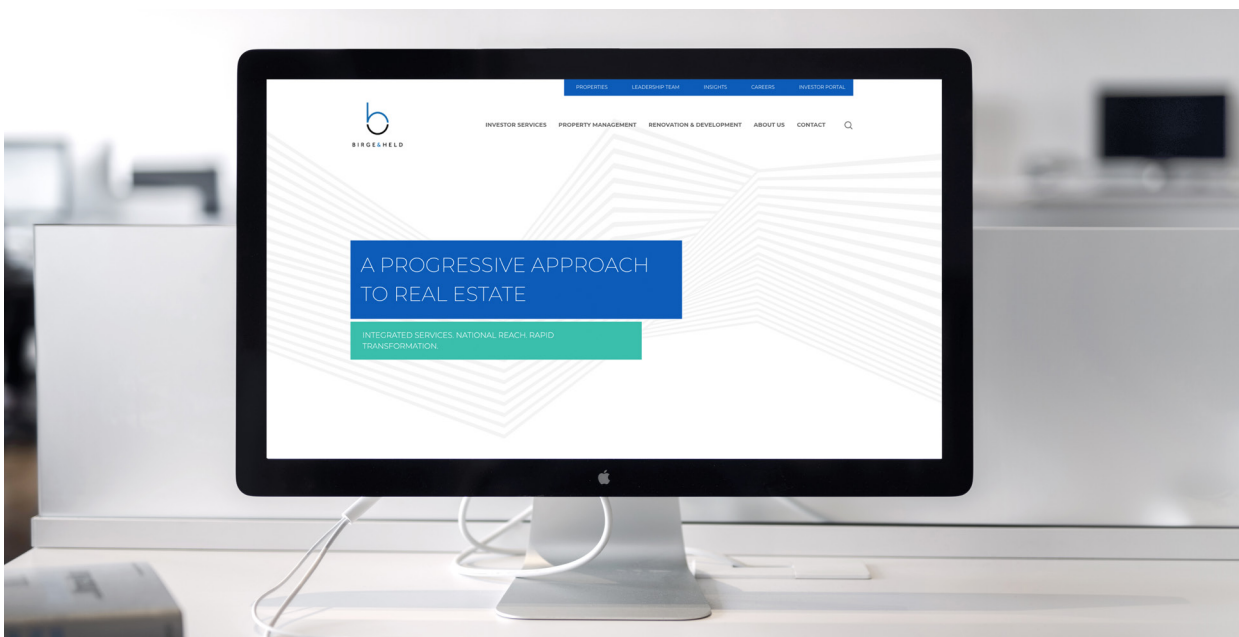 PROPERTIES LEADERSHIP TEAM INSIGHTS CAREERS INVESTOR PORTAL
INVESTOR SERVICES PROPERTY MANAGEMENT RENOVATION & DEVELOPMENT ABOUT US CONTACT
b
BIRGE&HELD
A PROGRESSIVE APPROACH
TO REAL ESTATE
INTEGRATED SERVICES. NATIONAL REACH. RAPID
TRANSFORMATION.